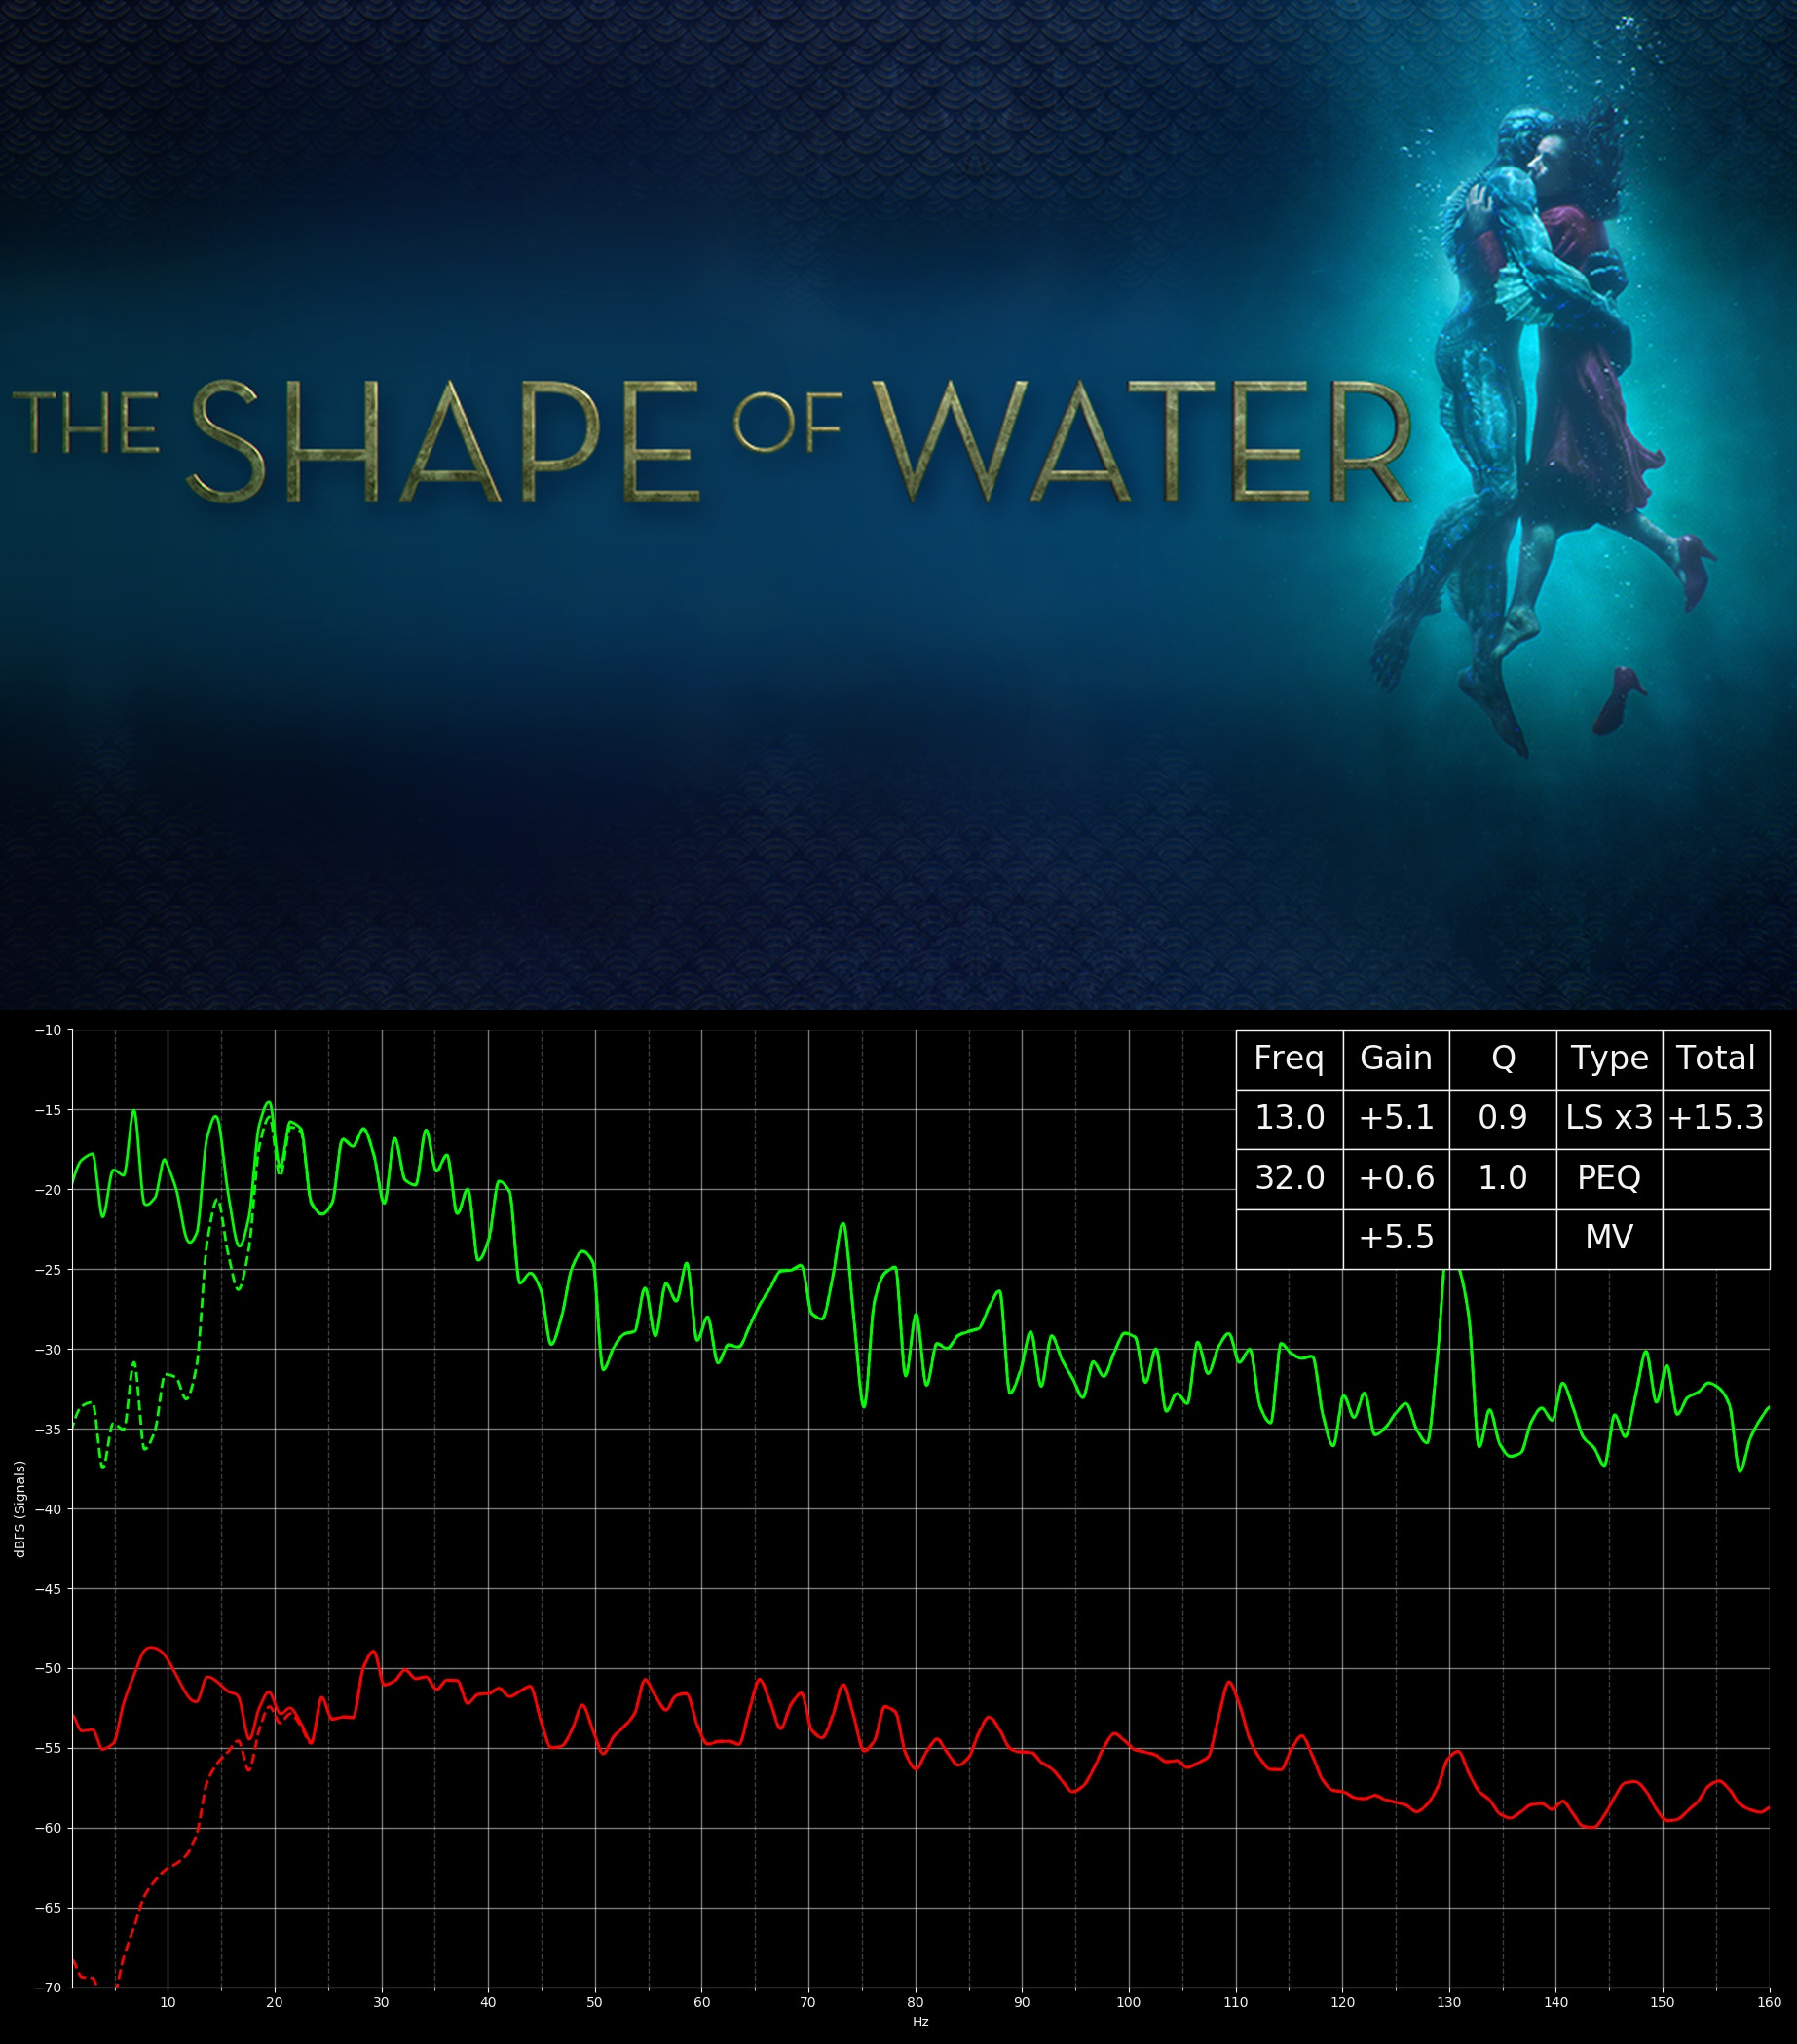 THE SHAPE OF WATER
Freq Gain Q Type Total
13.0 +5.1 0.9 LS x3 +15.3
32.0 +0.6 1.0 PEQ
+5.5 MV
−10
−15
−20
−25
−30
−35
−40
−45
−50
−55
−60
−65
−70
dBFS (Signals)
10 20 30 40 50 60 70 80 90 100 110 120 130 140 150 160
Hz